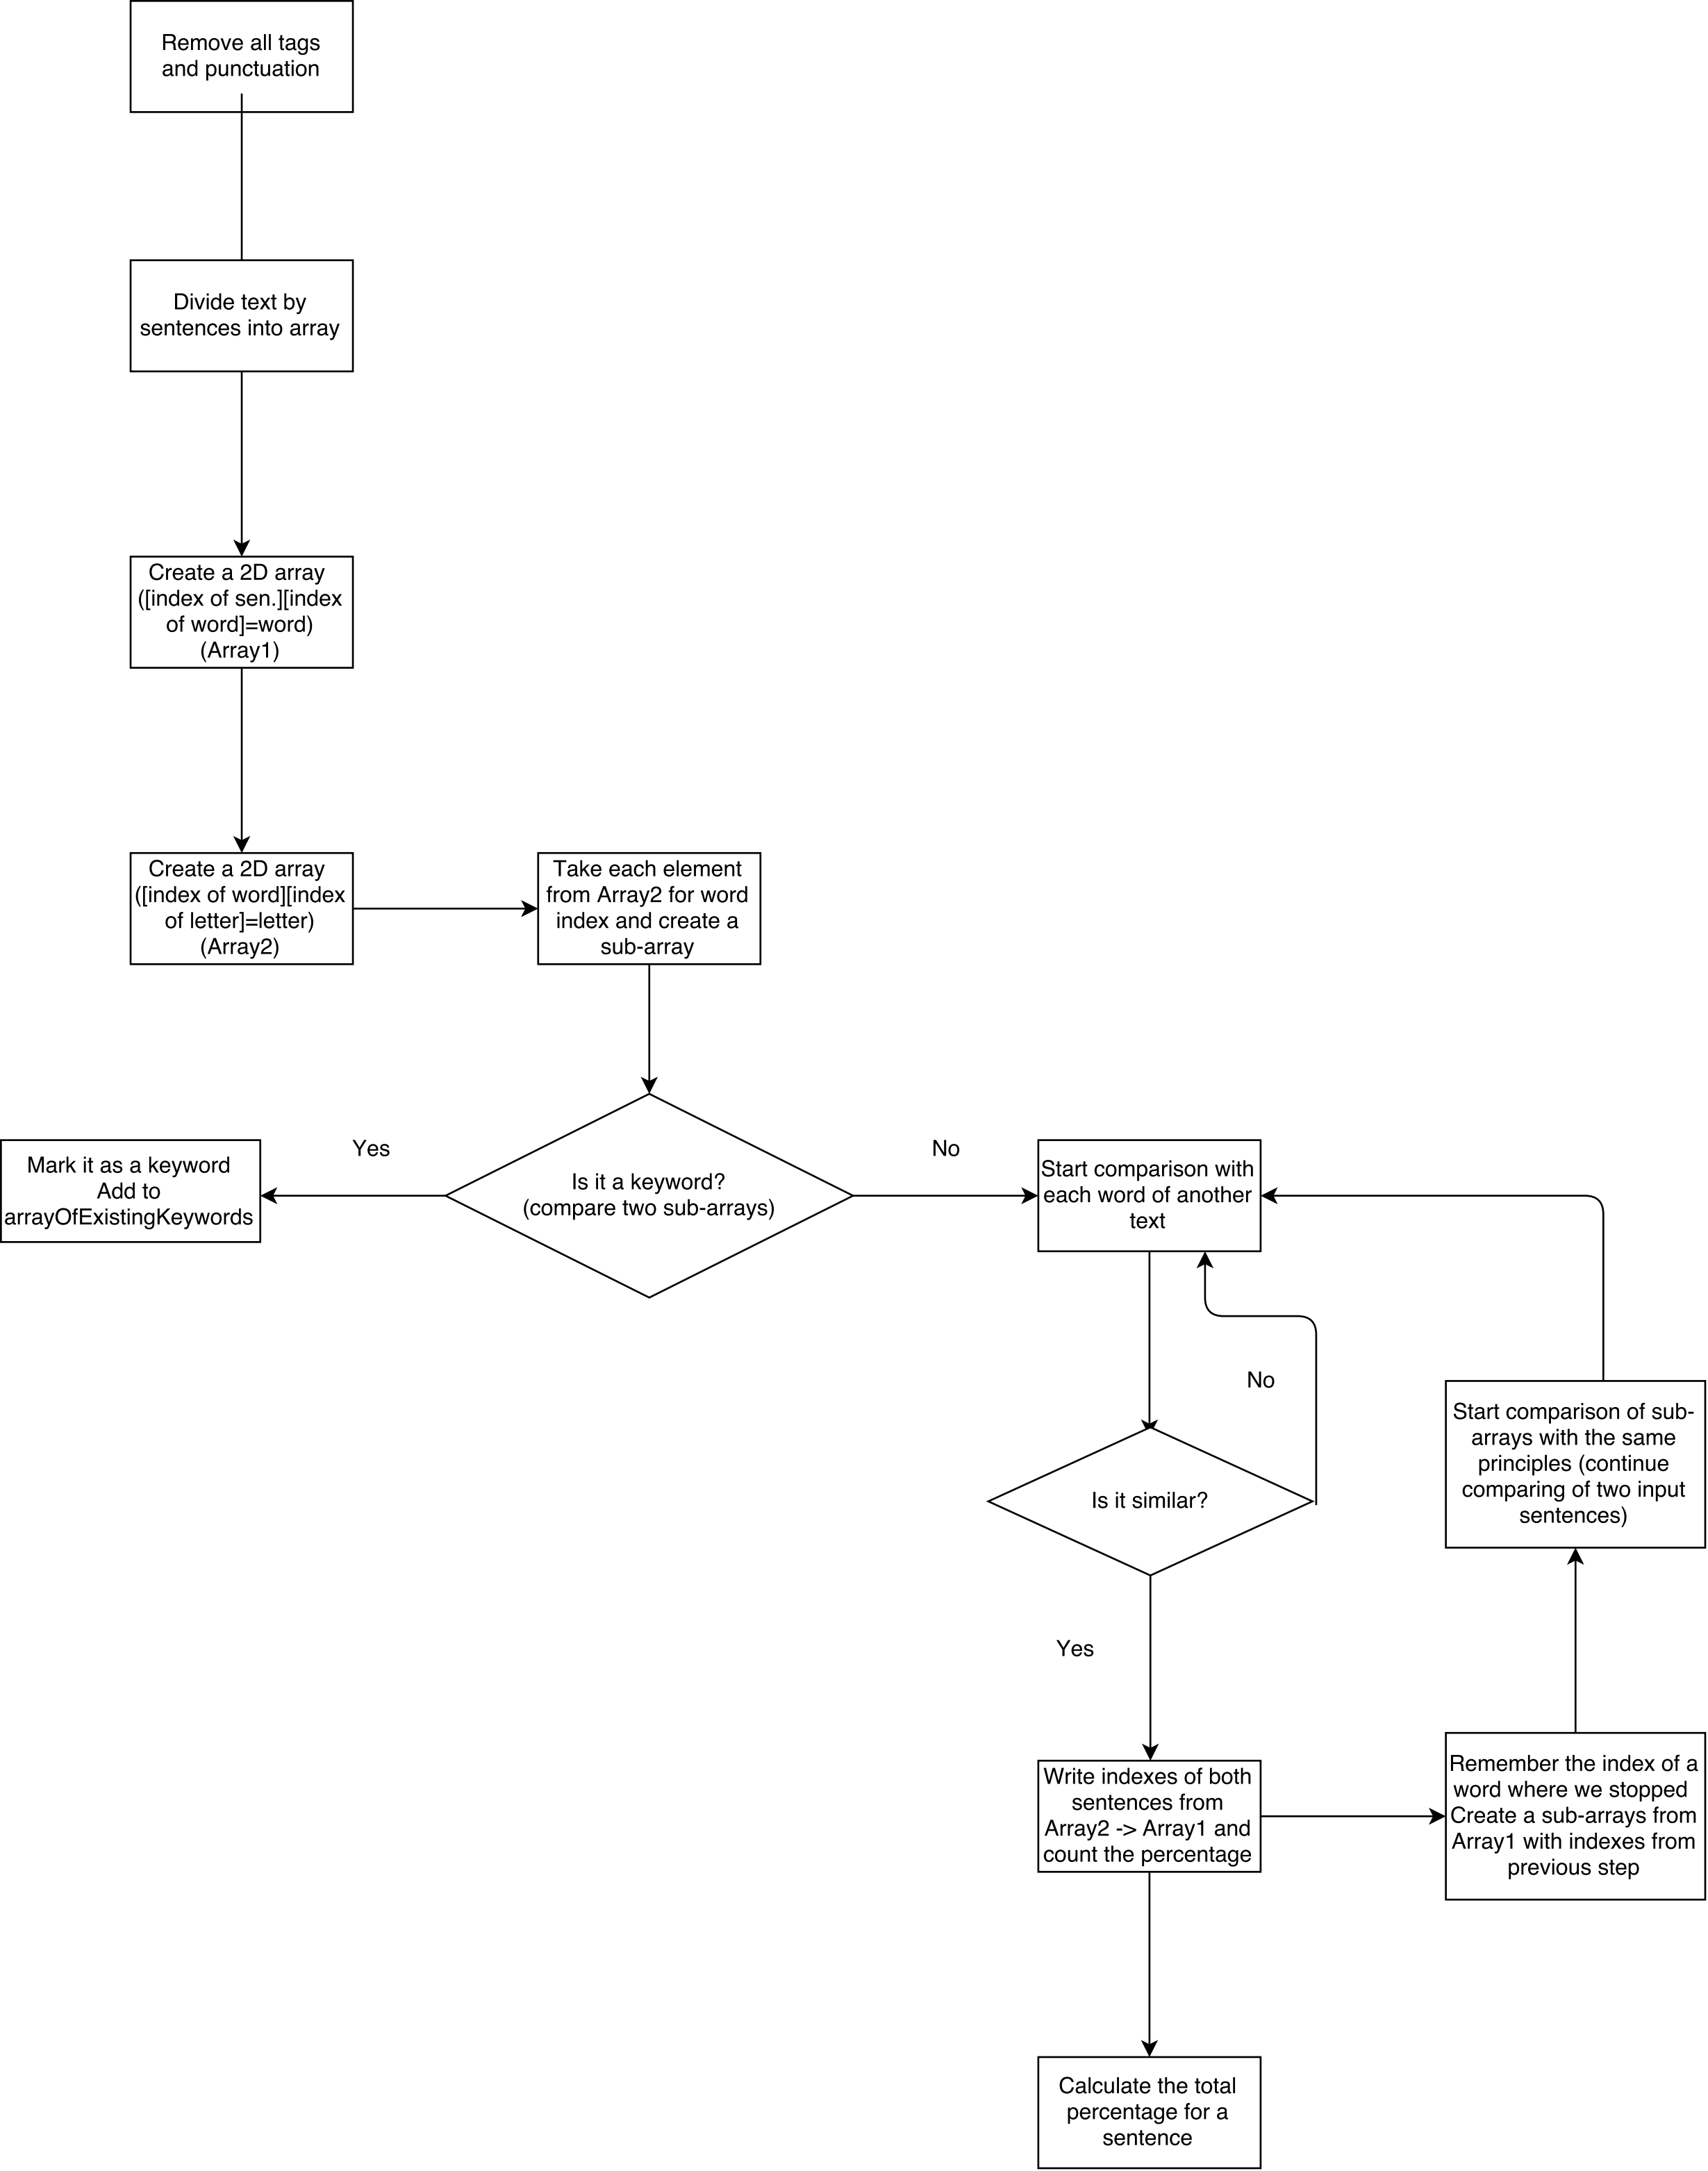 Remove all tags
and punctuation
Divide text by
sentences into array
Create a 2D array
([index of sen.][index
of word]=word)
(Array1)
Create a 2D array
([index of word][index
of letter]=letter)
(Array2)
Take each element
from Array2 for word
index and create a
sub-array
Is it a keyword?
(compare two sub-arrays)
Yes
Mark it as a keyword
Add to
arrayOfExistingKeywords
No
Start comparison with
each word of another
text
No
Is it similar?
Yes
Write indexes of both
sentences from
Array2 -> Array1 and
count the percentage
Remember the index of a
word where we stopped
Create a sub-arrays from
Array1 with indexes from
previous step
Start comparison of sub-
arrays with the same
principles (continue
comparing of two input
sentences)
Calculate the total
percentage for a
sentence